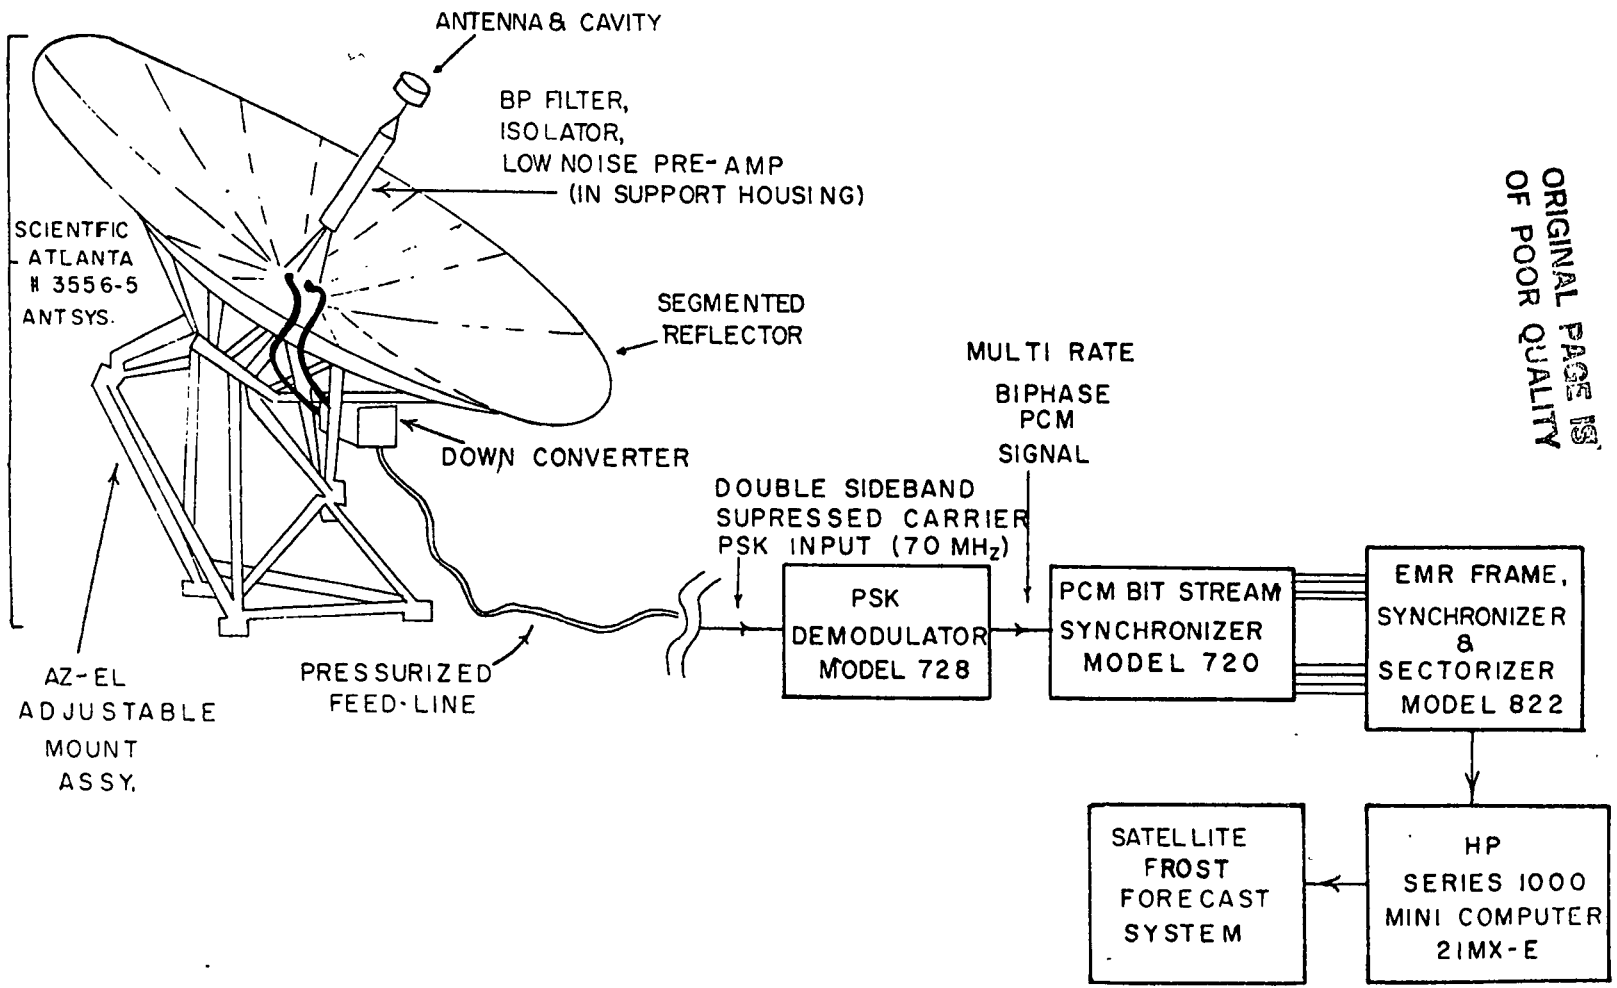 ANTENNA & CAVITY
BP FILTER,
ISOLATOR,
LOW NOISE PRE-AMP
(IN SUPPORT HOUSING)
SCIENTFIC
ATLANTA
# 3556-5
ANT SYS.
SEGMENTED
REFLECTOR
DOWN CONVERTER
AZ-EL
ADJUSTABLE
MOUNT
ASSY.
PRESSURIZED
FEED-LINE
DOUBLE SIDEBAND
SUPRESSED CARRIER
PSK INPUT (70 MHz)
MULTI RATE
BIPHASE
PCM
SIGNAL
PSK
DEMODULATOR
MODEL 728
PCM BIT STREAM
SYNCHRONIZER
MODEL 720
EMR FRAME,
SYNCHRONIZER
&
SECTORIZER
MODEL 822
HP
SERIES 1000
MINI COMPUTER
21MX-E
SATELLITE
FROST
FORECAST
SYSTEM
ORIGINAL PAGE IS
OF POOR QUALITY